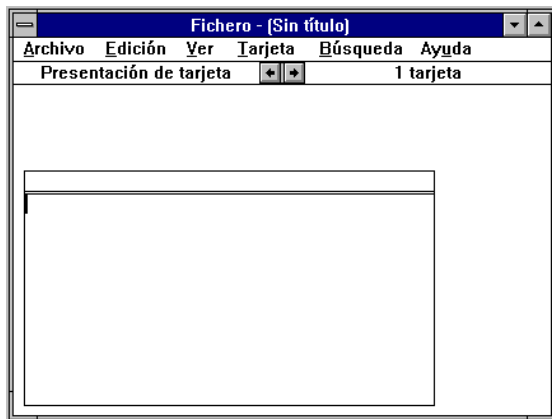 Fichero - (Sin título)
Archivo Edición Ver Tarjeta Búsqueda Ayuda
Presentación de tarjeta 1 tarjeta